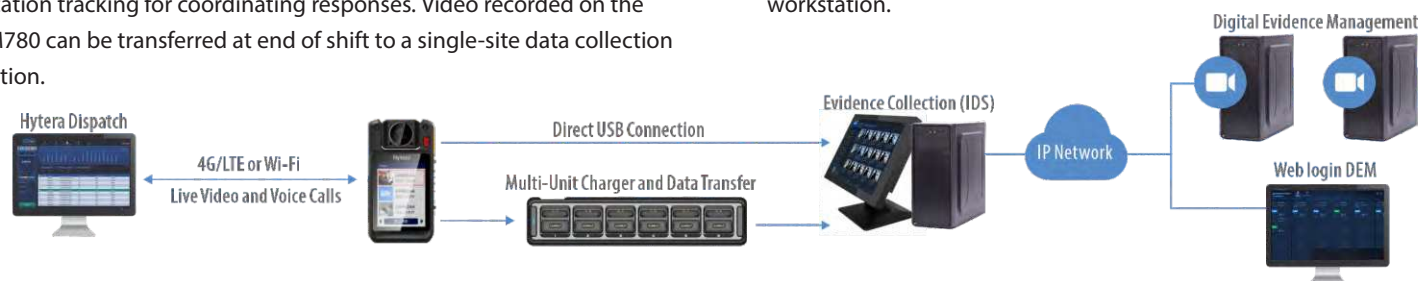 ation tracking for coordinating responses. Video recorded on the
M780 can be transferred at end of shift to a single-site data collection
tion.
workstation.
Hytera Dispatch
4G/LTE or Wi-Fi
Live Video and Voice Calls
Hytera
Direct USB Connection
Multi-Unit Charger and Data Transfer
Evidence Collection (IDS)
IP Network
Digital Evidence Management
Web login DEM